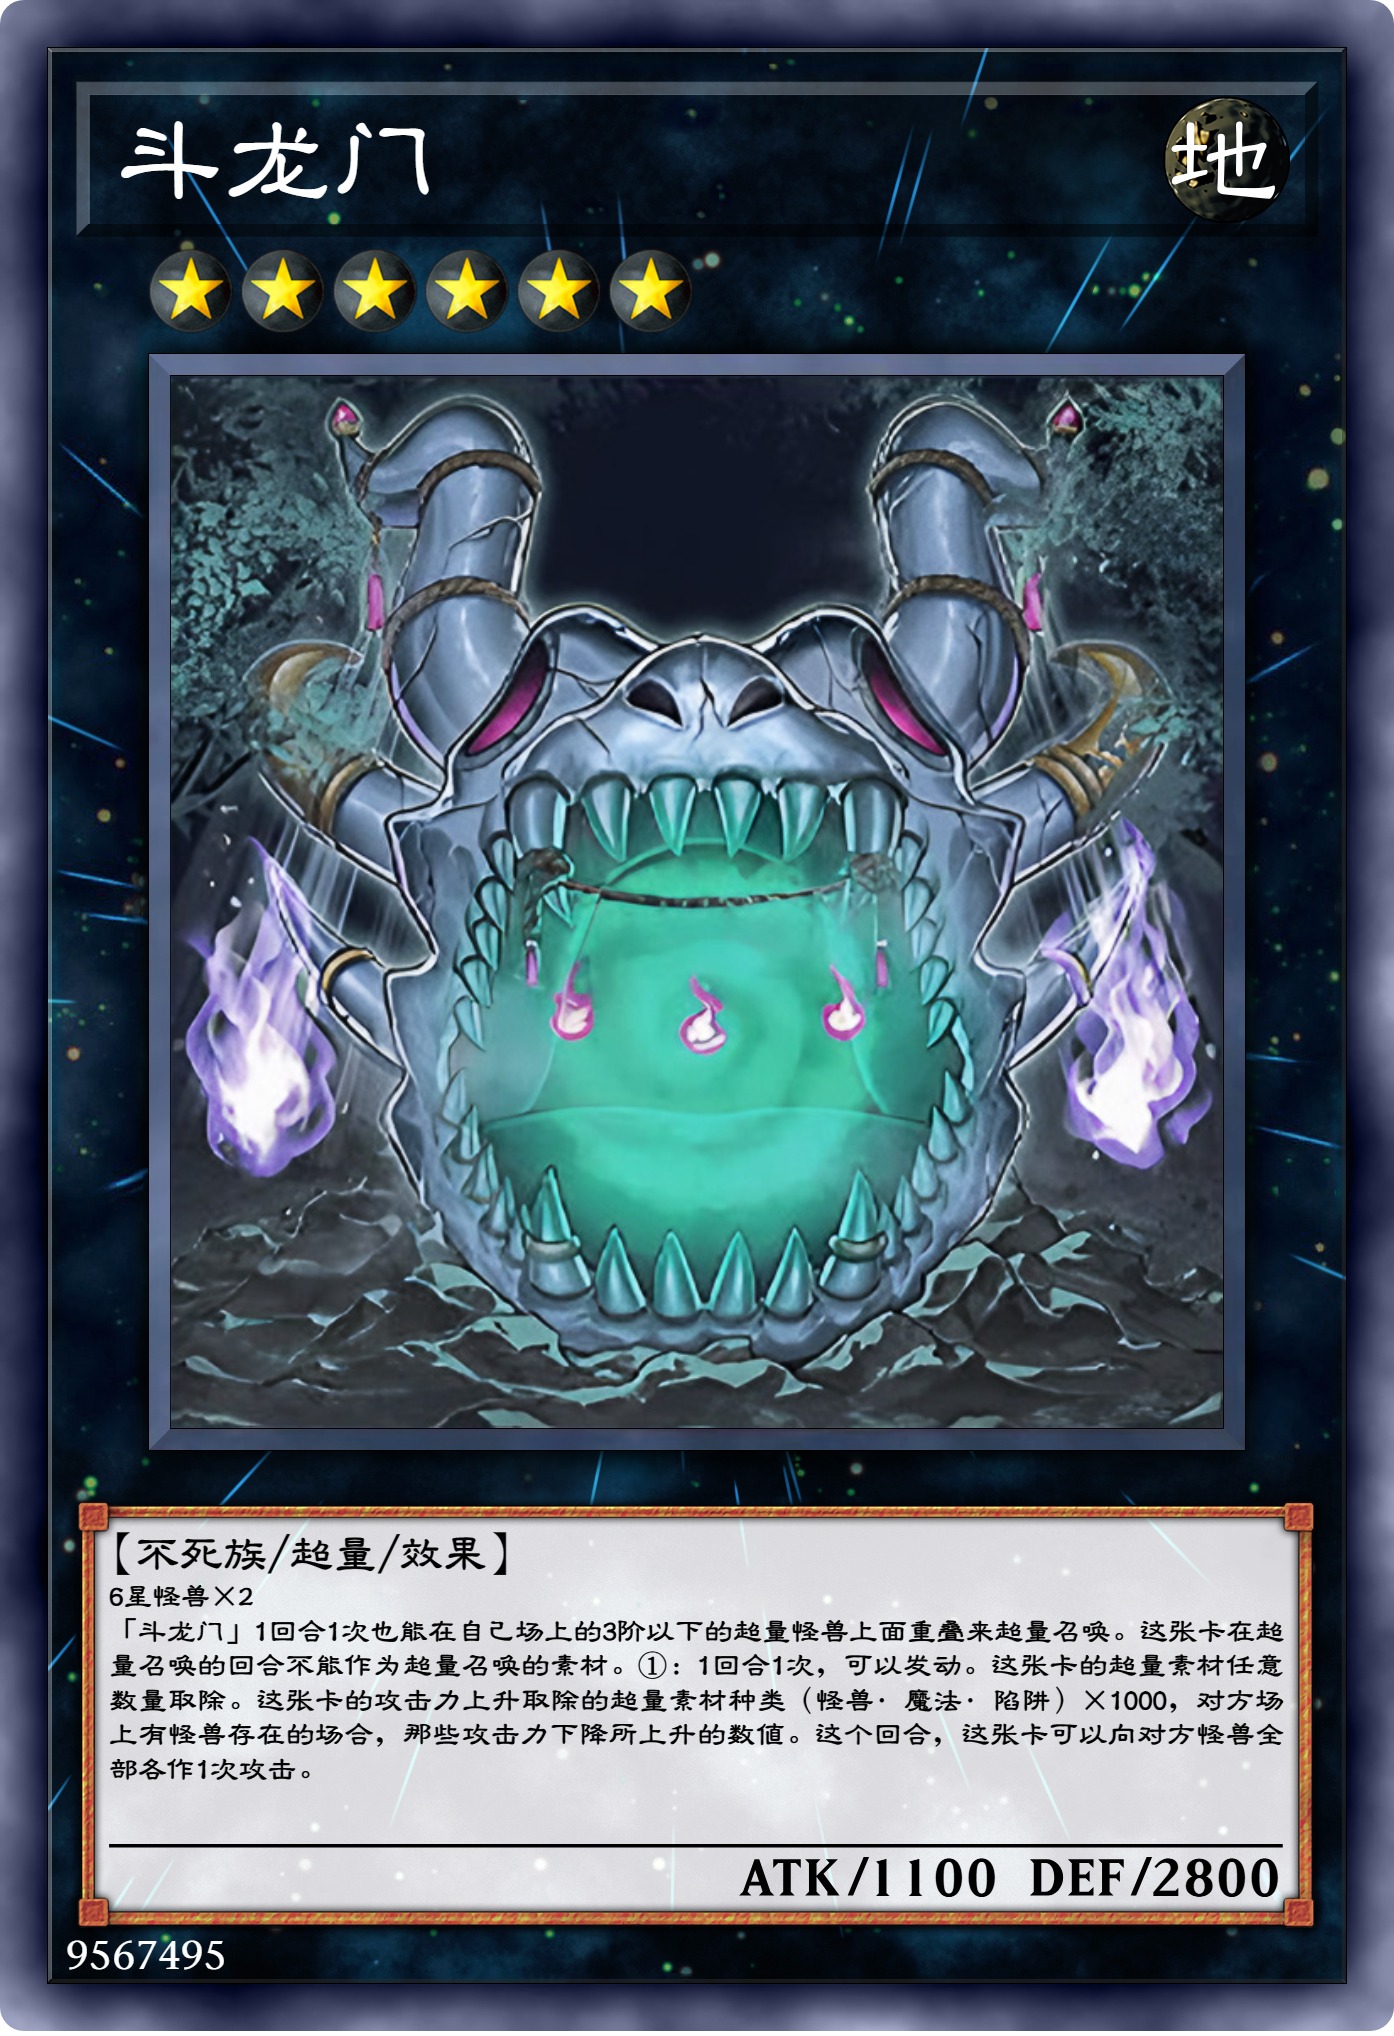 斗龙门
地
【不死族/超量/效果】
6星怪兽×2
「斗龙门」1回合1次也能在自己场上的3阶以下的超量怪兽上面重叠来超量召唤。这张卡在超
量召唤的回合不能作为超量召唤的素材。①：1回合1次，可以发动。这张卡的超量素材任意
数量取除。这张卡的攻击力上升取除的超量素材种类（怪兽·魔法·陷阱）×1000，对方场
上有怪兽存在的场合，那些攻击力下降所上升的数值。这个回合，这张卡可以向对方怪兽全
部各作1次攻击。
ATK/1100 DEF/2800
9567495